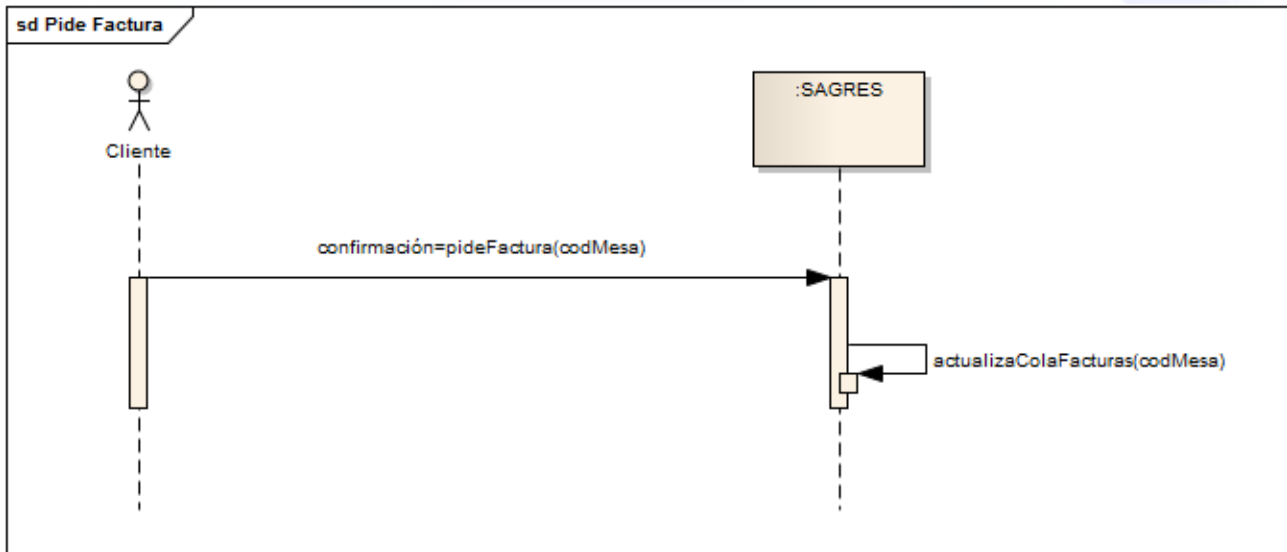 sd Pide Factura
:SAGRES
Cliente
confirmación=pideFactura(codMesa)
actualizaColaFacturas(codMesa)